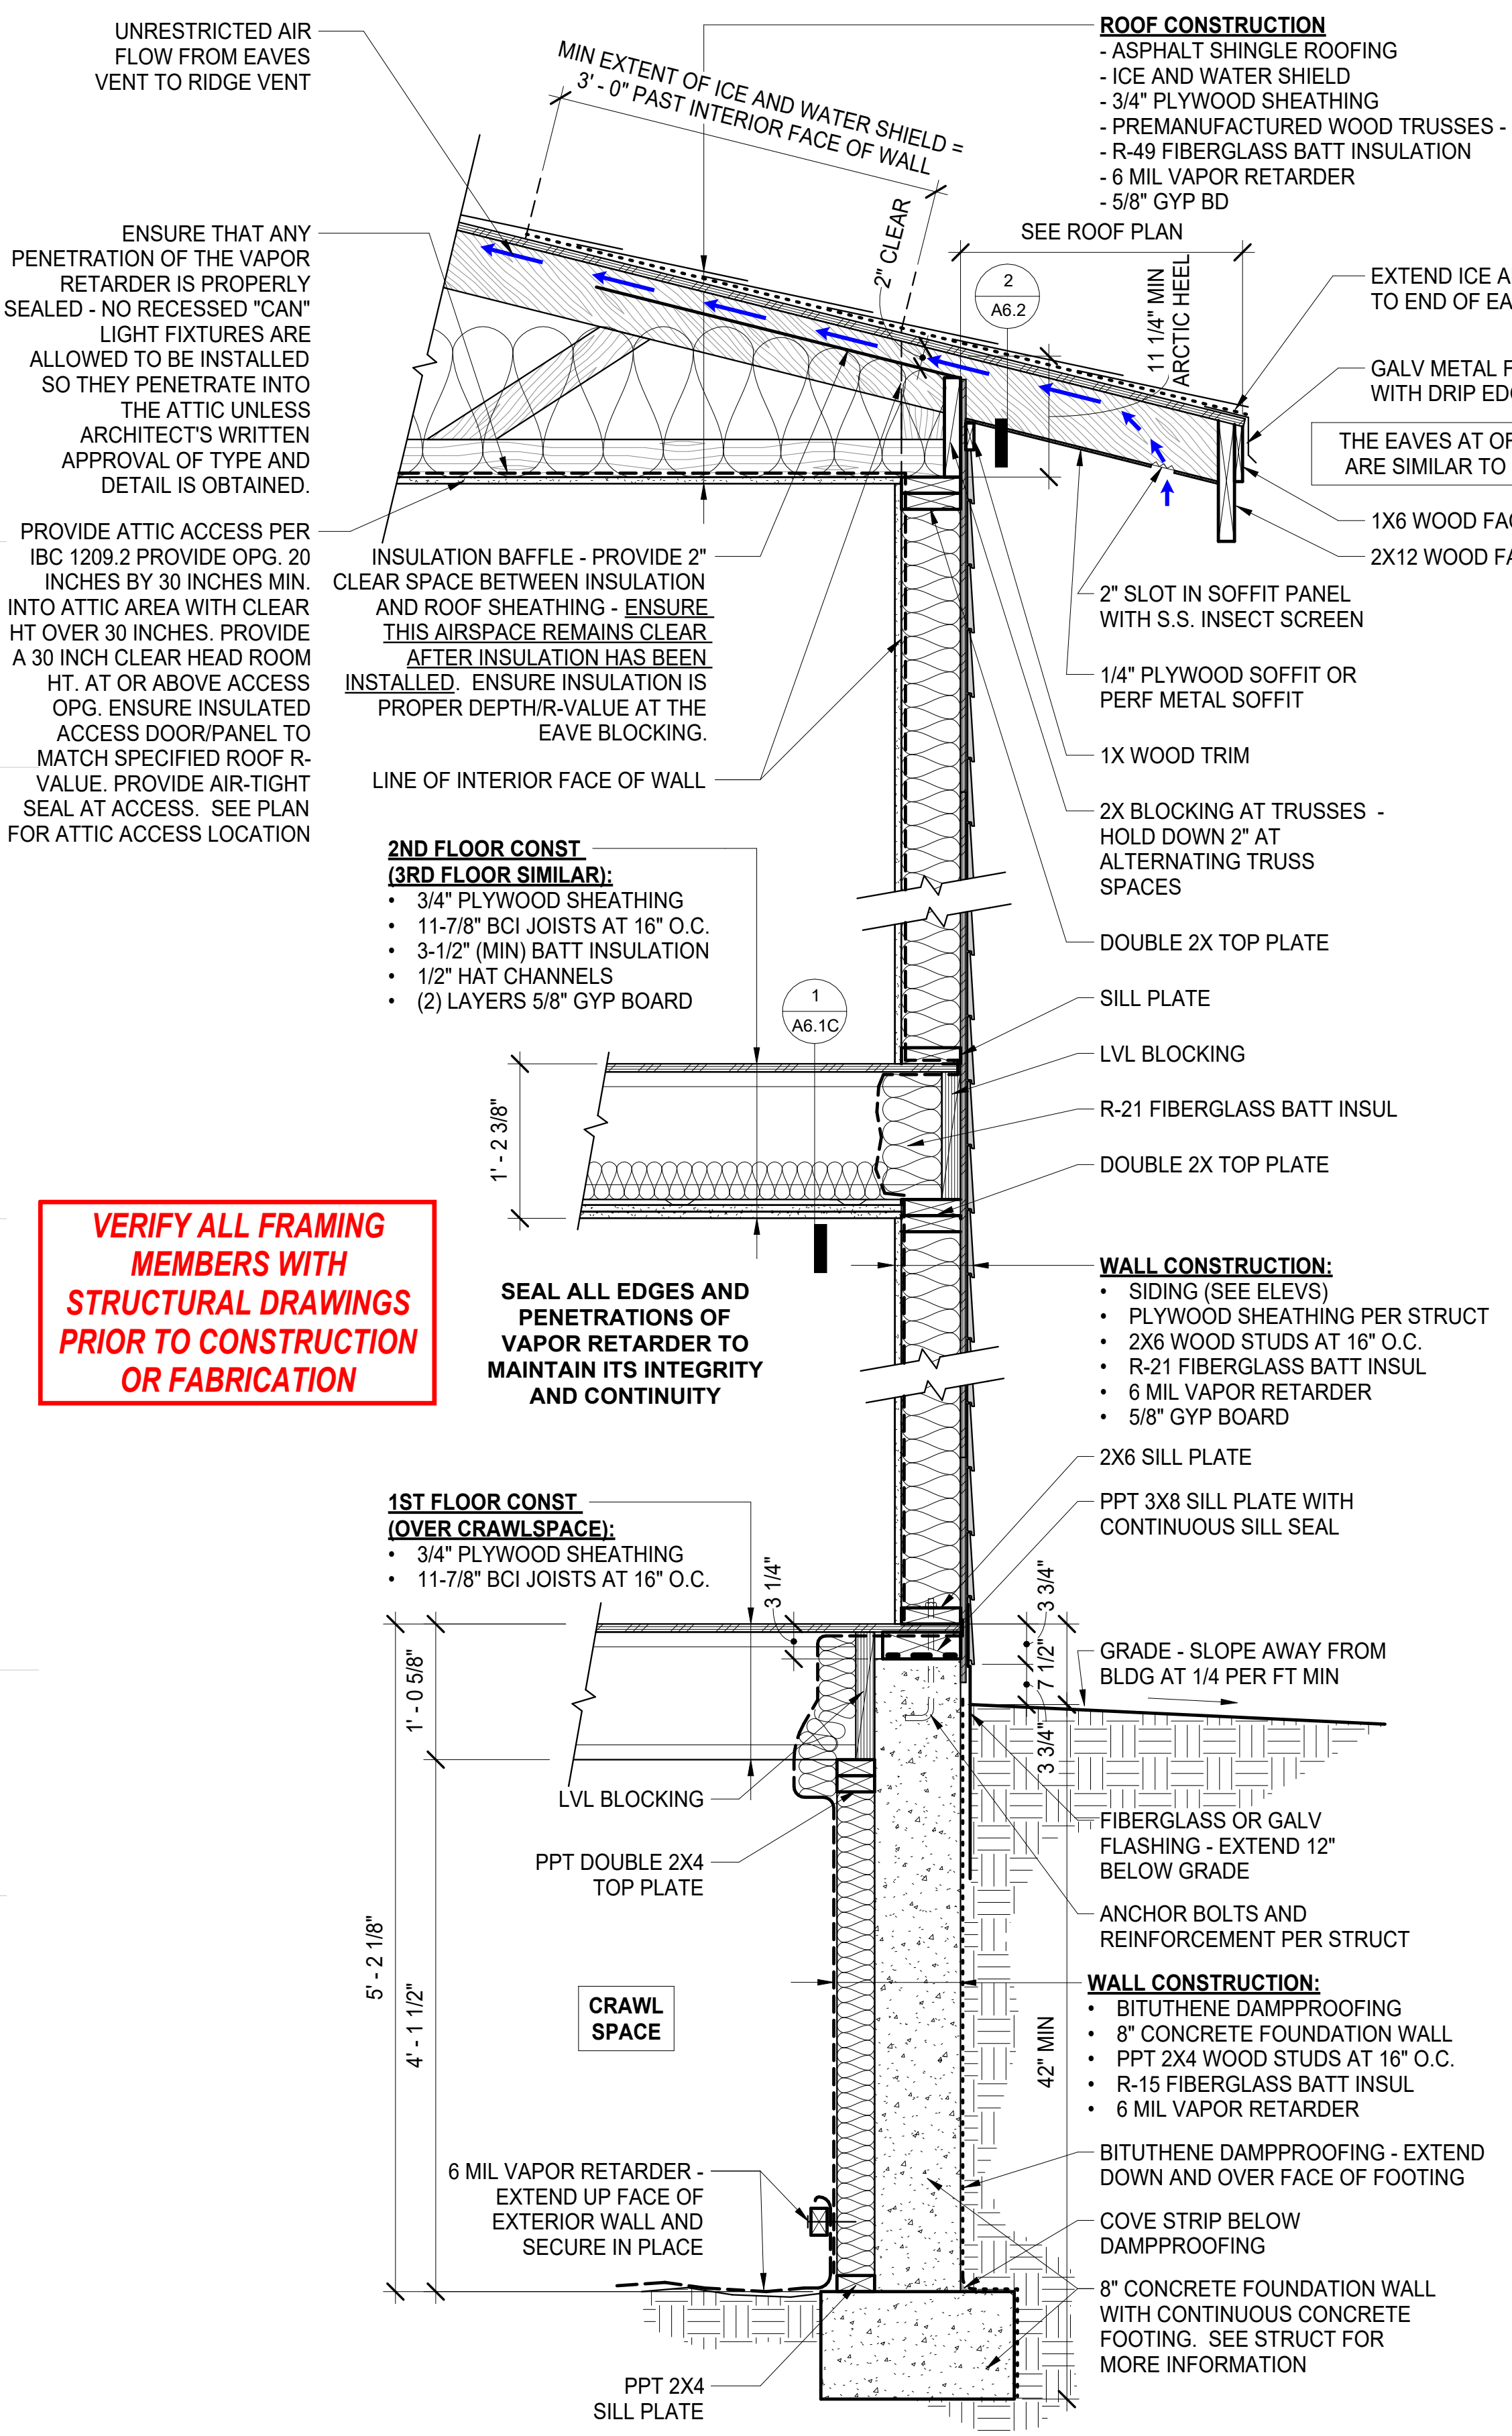 UNRESTRICTED AIR
FLOW FROM EAVES
VENT TO RIDGE VENT
MIN EXTENT OF ICE AND WATER SHIELD =
3' - 0" PAST INTERIOR FACE OF WALL
ROOF CONSTRUCTION
- ASPHALT SHINGLE ROOFING
- ICE AND WATER SHIELD
- 3/4" PLYWOOD SHEATHING
- PREMANUFACTURED WOOD TRUSSES -
- R-49 FIBERGLASS BATT INSULATION
- 6 MIL VAPOR RETARDER
- 5/8" GYP BD
SEE ROOF PLAN
2" CLEAR
2
A6.2
11 1/4" MIN
ARCTIC HEEL
EXTEND ICE A
TO END OF EA
GALV METAL F
WITH DRIP EDG
THE EAVES AT OF
ARE SIMILAR TO
1X6 WOOD FAC
2X12 WOOD FA
ENSURE THAT ANY
PENETRATION OF THE VAPOR
RETARDER IS PROPERLY
SEALED - NO RECESSED "CAN"
LIGHT FIXTURES ARE
ALLOWED TO BE INSTALLED
SO THEY PENETRATE INTO
THE ATTIC UNLESS
ARCHITECT'S WRITTEN
APPROVAL OF TYPE AND
DETAIL IS OBTAINED.
PROVIDE ATTIC ACCESS PER
IBC 1209.2 PROVIDE OPG. 20
INCHES BY 30 INCHES MIN.
INTO ATTIC AREA WITH CLEAR
HT OVER 30 INCHES. PROVIDE
A 30 INCH CLEAR HEAD ROOM
HT. AT OR ABOVE ACCESS
OPG. ENSURE INSULATED
ACCESS DOOR/PANEL TO
MATCH SPECIFIED ROOF R-
VALUE. PROVIDE AIR-TIGHT
SEAL AT ACCESS. SEE PLAN
FOR ATTIC ACCESS LOCATION
INSULATION BAFFLE - PROVIDE 2"
CLEAR SPACE BETWEEN INSULATION
AND ROOF SHEATHING - ENSURE
THIS AIRSPACE REMAINS CLEAR
AFTER INSULATION HAS BEEN
INSTALLED. ENSURE INSULATION IS
PROPER DEPTH/R-VALUE AT THE
EAVE BLOCKING.
LINE OF INTERIOR FACE OF WALL
2" SLOT IN SOFFIT PANEL
WITH S.S. INSECT SCREEN
1/4" PLYWOOD SOFFIT OR
PERF METAL SOFFIT
1X WOOD TRIM
2X BLOCKING AT TRUSSES -
HOLD DOWN 2" AT
ALTERNATING TRUSS
SPACES
DOUBLE 2X TOP PLATE
SILL PLATE
LVL BLOCKING
R-21 FIBERGLASS BATT INSUL
DOUBLE 2X TOP PLATE
2ND FLOOR CONST
(3RD FLOOR SIMILAR):
• 3/4" PLYWOOD SHEATHING
• 11-7/8" BCI JOISTS AT 16" O.C.
• 3-1/2" (MIN) BATT INSULATION
• 1/2" HAT CHANNELS
• (2) LAYERS 5/8" GYP BOARD
1
A6.1C
1' - 2 3/8"
VERIFY ALL FRAMING
MEMBERS WITH
STRUCTURAL DRAWINGS
PRIOR TO CONSTRUCTION
OR FABRICATION
SEAL ALL EDGES AND
PENETRATIONS OF
VAPOR RETARDER TO
MAINTAIN ITS INTEGRITY
AND CONTINUITY
WALL CONSTRUCTION:
• SIDING (SEE ELEVS)
• PLYWOOD SHEATHING PER STRUCT
• 2X6 WOOD STUDS AT 16" O.C.
• R-21 FIBERGLASS BATT INSUL
• 6 MIL VAPOR RETARDER
• 5/8" GYP BOARD
2X6 SILL PLATE
PPT 3X8 SILL PLATE WITH
CONTINUOUS SILL SEAL
1ST FLOOR CONST
(OVER CRAWLSPACE):
• 3/4" PLYWOOD SHEATHING
• 11-7/8" BCI JOISTS AT 16" O.C.
3 1/4"
3 3/4"
7 1/2"
3 3/4"
GRADE - SLOPE AWAY FROM
BLDG AT 1/4 PER FT MIN
1' - 0 5/8"
5' - 2 1/8"
4' - 1 1/2"
LVL BLOCKING
PPT DOUBLE 2X4
TOP PLATE
FIBERGLASS OR GALV
FLASHING - EXTEND 12"
BELOW GRADE
ANCHOR BOLTS AND
REINFORCEMENT PER STRUCT
CRAWL
SPACE
42" MIN
WALL CONSTRUCTION:
• BITUTHENE DAMPPROOFING
• 8" CONCRETE FOUNDATION WALL
• PPT 2X4 WOOD STUDS AT 16" O.C.
• R-15 FIBERGLASS BATT INSUL
• 6 MIL VAPOR RETARDER
BITUTHENE DAMPPROOFING - EXTEND
DOWN AND OVER FACE OF FOOTING
6 MIL VAPOR RETARDER -
EXTEND UP FACE OF
EXTERIOR WALL AND
SECURE IN PLACE
COVE STRIP BELOW
DAMPPROOFING
8" CONCRETE FOUNDATION WALL
WITH CONTINUOUS CONCRETE
FOOTING. SEE STRUCT FOR
MORE INFORMATION
PPT 2X4
SILL PLATE